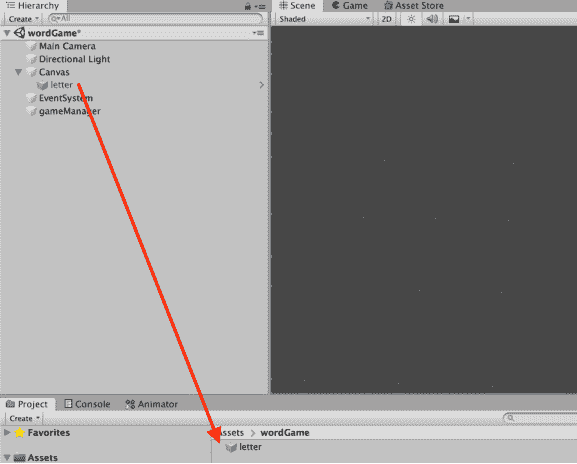 Hierarchy
Create
All
wordGame*
Main Camera
Directional Light
Canvas
letter
EventSystem
gameManager
Scene Game Asset Store
Shaded 2D
Project Console Animator
Create
Favorites
Assets
Assets > wordGame
letter